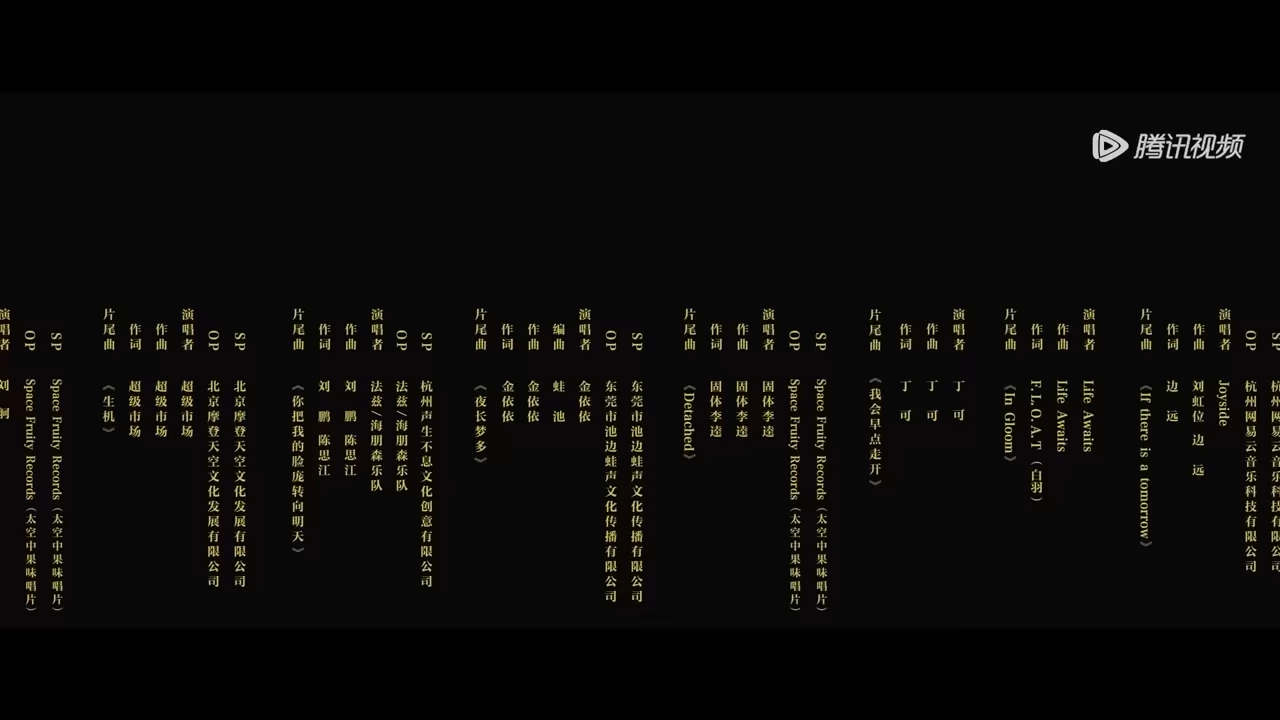 腾讯视频
演唱者 刘
OP Space Fruity Records（太空中果味唱片）
SP Space Fruity Records（太空中果味唱片）
片尾曲 《生机》
作词 超级市场
作曲 超级市场
演唱者 超级市场
OP 北京摩登天空文化发展有限公司
SP 北京摩登天空文化发展有限公司
片尾曲 《你把我的脸庞转向明天》
作词 刘 鹏 陈思江
作曲 刘 鹏 陈思江
演唱者 法兹/海朋森乐队
OP 法兹/海朋森乐队
SP 杭州声生不息文化创意有限公司
片尾曲 《夜长梦多》
作词 金依依
作曲 金依依
编曲 蛙 池
演唱者 金依依
OP 东莞市池边蛙声文化传播有限公司
SP 东莞市池边蛙声文化传播有限公司
片尾曲 《Detached》
作词 固体李逵
作曲 固体李逵
演唱者 固体李逵
OP Space Fruity Records（太空中果味唱片）
SP Space Fruity Records（太空中果味唱片）
片尾曲 《我会早点走开》
作词 丁 可
作曲 丁 可
演唱者 丁 可
片尾曲 《In Gloom》
作词 F.L.O.A.T（白羽）
作曲 Life Awaits
演唱者 Life Awaits
片尾曲 《If there is a tomorrow》
作词 边 远
作曲 刘虹位 边 远
演唱者 Joyside
OP 杭州网易云音乐科技有限公司
SP 杭州网易云音乐科技有限公司